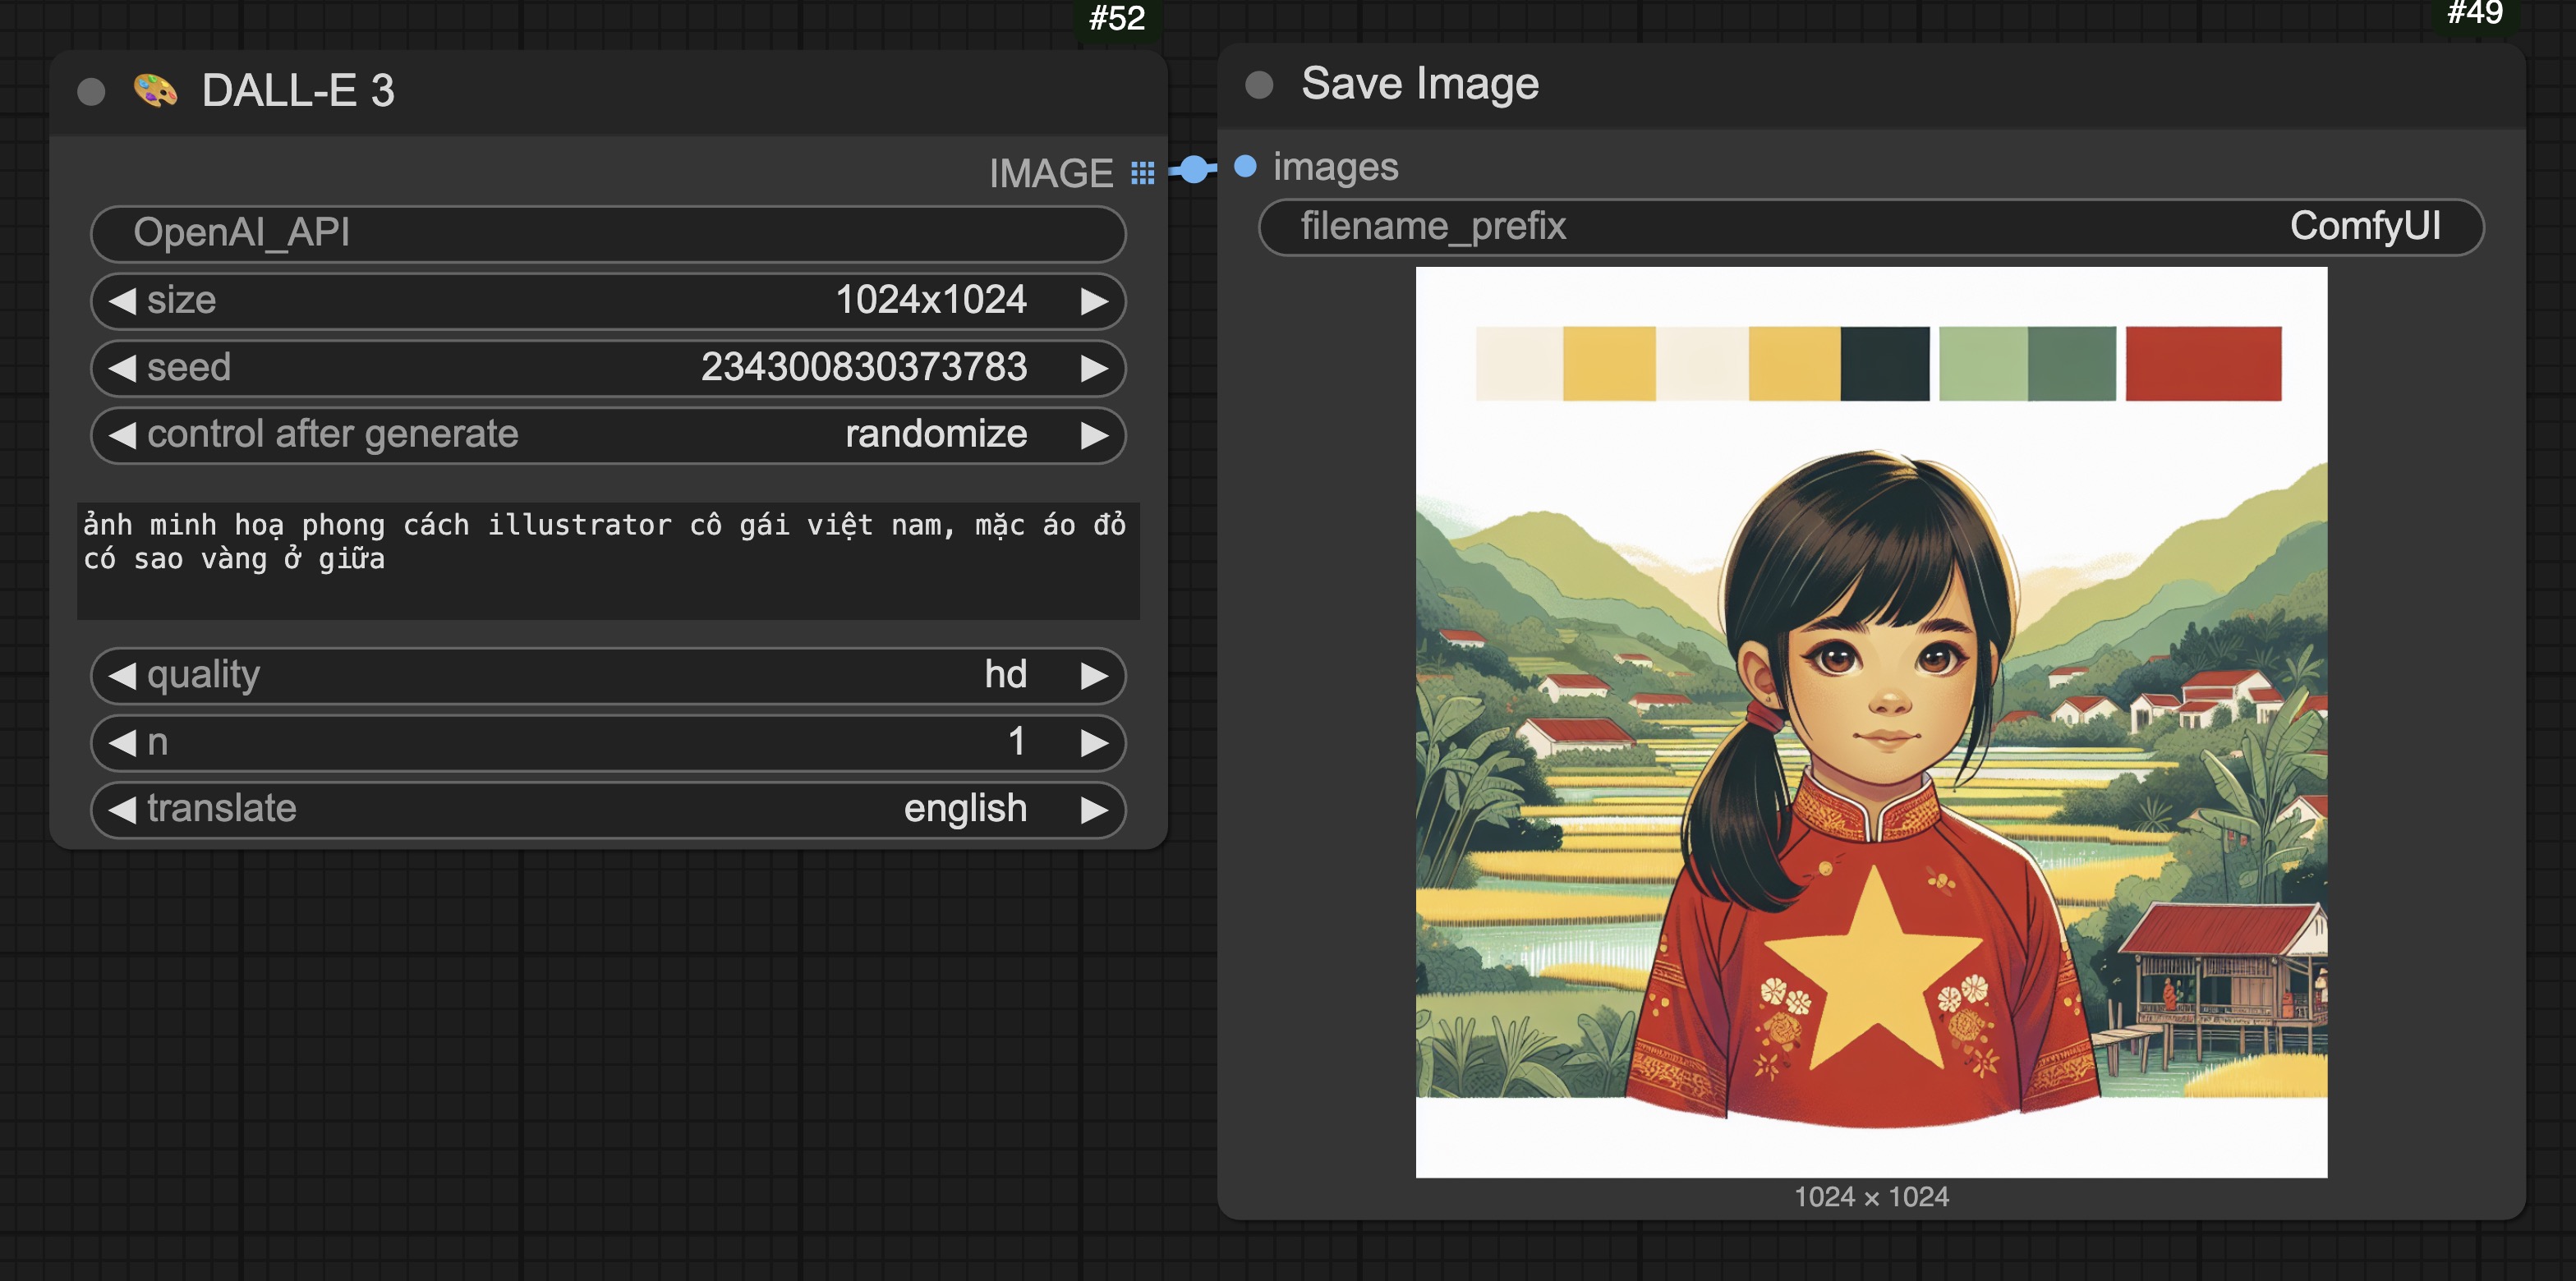 #52
DALL-E 3
IMAGE
OpenAI_API
size 1024x1024
seed 234300830373783
control after generate randomize
ảnh minh hoạ phong cách illustrator cô gái việt nam, mặc áo đỏ
có sao vàng ở giữa
quality hd
n 1
translate english
#49
Save Image
images
filename_prefix ComfyUI
1024 × 1024